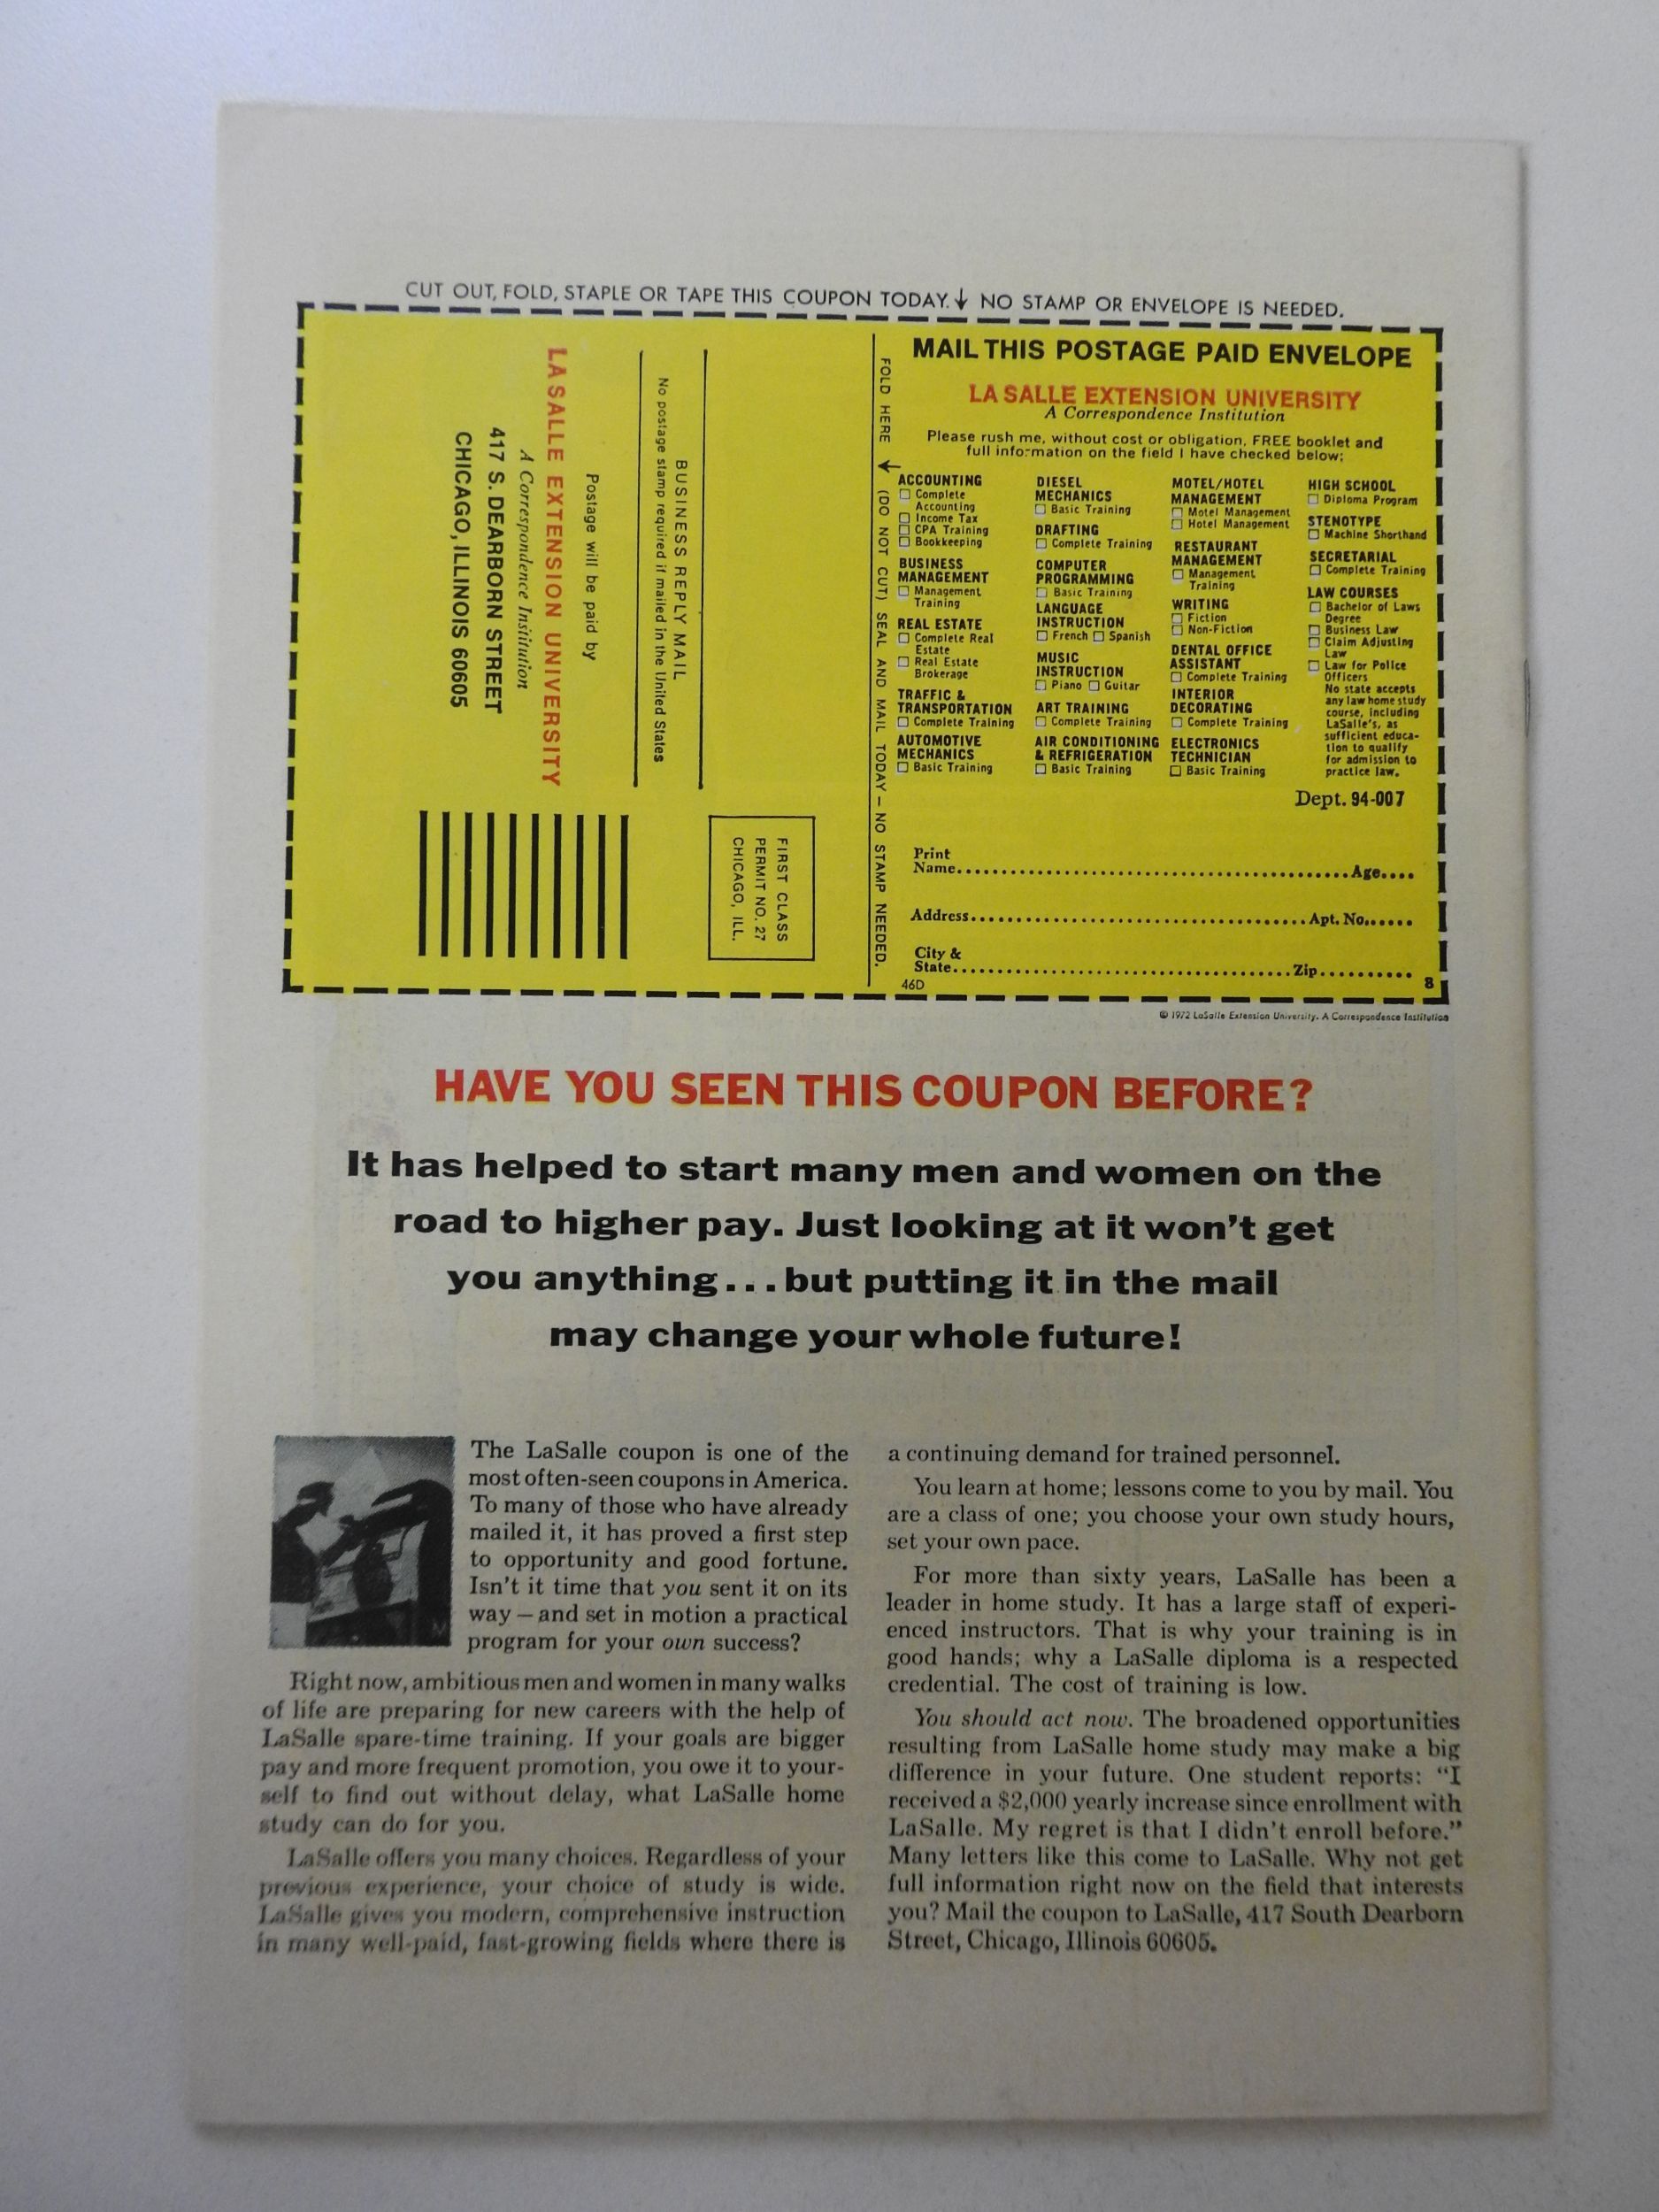 CUT OUT, FOLD, STAPLE OR TAPE THIS COUPON TODAY.↓ NO STAMP OR ENVELOPE IS NEEDED.
BUSINESS REPLY MAIL
No postage stamp required if mailed in the United States
Postage will be paid by
LA SALLE EXTENSION UNIVERSITY
A Correspondence Institution
417 S. DEARBORN STREET
CHICAGO, ILLINOIS 60605
FIRST CLASS
PERMIT NO. 27
CHICAGO, ILL.
FOLD HERE ↓ (DO NOT CUT) SEAL AND MAIL TODAY — NO STAMP NEEDED.
MAIL THIS POSTAGE PAID ENVELOPE
LA SALLE EXTENSION UNIVERSITY
A Correspondence Institution
Please rush me, without cost or obligation, FREE booklet and
full information on the field I have checked below:
ACCOUNTING
☐ Complete
Accounting
☐ Income Tax
☐ CPA Training
☐ Bookkeeping
BUSINESS
MANAGEMENT
☐ Management
Training
REAL ESTATE
☐ Complete Real
Estate
☐ Real Estate
Brokerage
TRAFFIC &
TRANSPORTATION
☐ Complete Training
AUTOMOTIVE
MECHANICS
☐ Basic Training
DIESEL
MECHANICS
☐ Basic Training
DRAFTING
☐ Complete Training
COMPUTER
PROGRAMMING
☐ Basic Training
LANGUAGE
INSTRUCTION
☐ French ☐ Spanish
MUSIC
INSTRUCTION
☐ Piano ☐ Guitar
ART TRAINING
☐ Complete Training
AIR CONDITIONING
& REFRIGERATION
☐ Basic Training
MOTEL/HOTEL
MANAGEMENT
☐ Motel Management
☐ Hotel Management
RESTAURANT
MANAGEMENT
☐ Management
Training
WRITING
☐ Fiction
☐ Non-Fiction
DENTAL OFFICE
ASSISTANT
☐ Complete Training
INTERIOR
DECORATING
☐ Complete Training
ELECTRONICS
TECHNICIAN
☐ Basic Training
HIGH SCHOOL
☐ Diploma Program
STENOTYPE
☐ Machine Shorthand
SECRETARIAL
☐ Complete Training
LAW COURSES
☐ Bachelor of Laws
Degree
☐ Business Law
☐ Claim Adjusting
Law
☐ Law for Police
Officers
No state accepts
any law home study
course, including
LaSalle's, as
sufficient educa-
tion to qualify
for admission to
practice law.
Dept. 94-007
Print
Name........ Age....
Address........ Apt. No......
City &
State........ Zip..........
46D 8
© 1972 LaSalle Extension University. A Correspondence Institution
HAVE YOU SEEN THIS COUPON BEFORE?
It has helped to start many men and women on the
road to higher pay. Just looking at it won't get
you anything...but putting it in the mail
may change your whole future!
The LaSalle coupon is one of the
most often-seen coupons in America.
To many of those who have already
mailed it, it has proved a first step
to opportunity and good fortune.
Isn't it time that you sent it on its
way — and set in motion a practical
program for your own success?
Right now, ambitious men and women in many walks
of life are preparing for new careers with the help of
LaSalle spare-time training. If your goals are bigger
pay and more frequent promotion, you owe it to your-
self to find out without delay, what LaSalle home
study can do for you.
LaSalle offers you many choices. Regardless of your
previous experience, your choice of study is wide.
LaSalle gives you modern, comprehensive instruction
in many well-paid, fast-growing fields where there is
a continuing demand for trained personnel.
You learn at home; lessons come to you by mail. You
are a class of one; you choose your own study hours,
set your own pace.
For more than sixty years, LaSalle has been a
leader in home study. It has a large staff of experi-
enced instructors. That is why your training is in
good hands; why a LaSalle diploma is a respected
credential. The cost of training is low.
You should act now. The broadened opportunities
resulting from LaSalle home study may make a big
difference in your future. One student reports: "I
received a $2,000 yearly increase since enrollment with
LaSalle. My regret is that I didn't enroll before."
Many letters like this come to LaSalle. Why not get
full information right now on the field that interests
you? Mail the coupon to LaSalle, 417 South Dearborn
Street, Chicago, Illinois 60605.